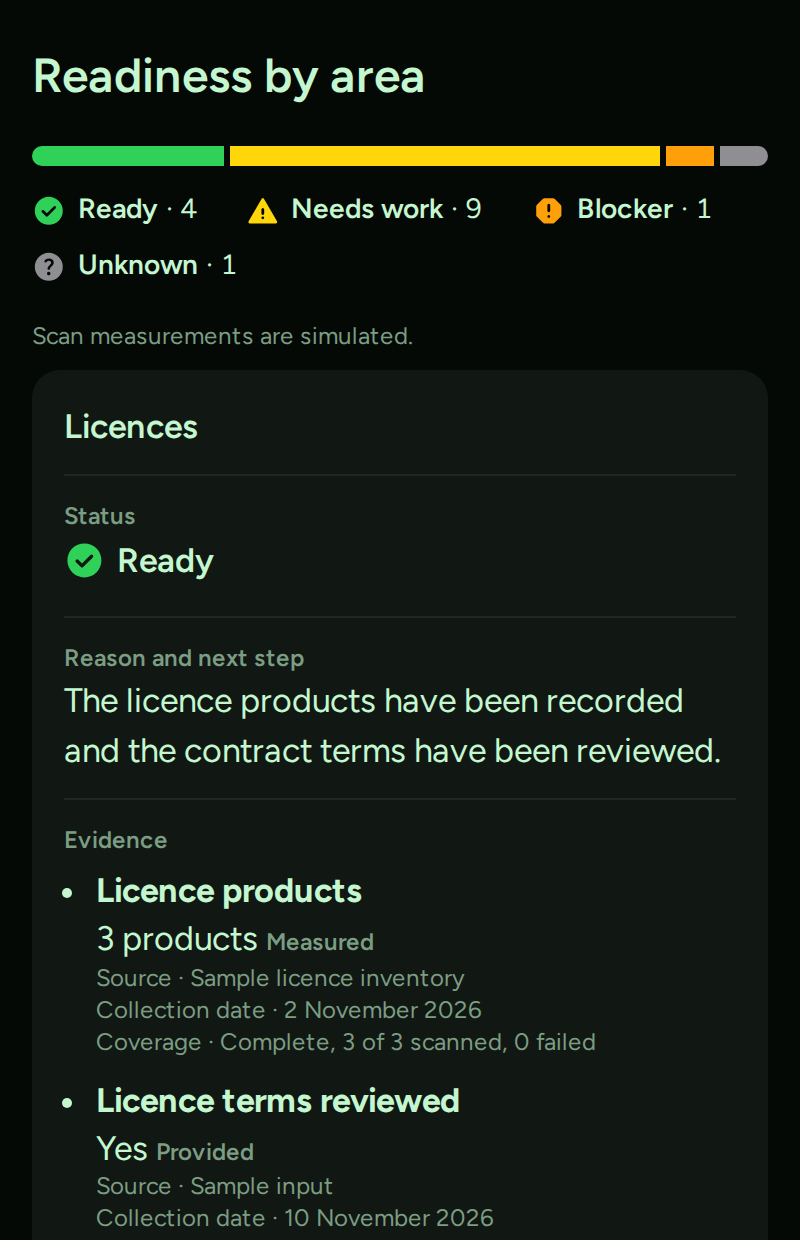 Readiness by area
Ready · 4
Needs work · 9
Blocker · 1
Unknown · 1
Scan measurements are simulated.
Licences
Status
Ready
Reason and next step
The licence products have been recorded
and the contract terms have been reviewed.
Evidence
• Licence products
3 products Measured
Source · Sample licence inventory
Collection date · 2 November 2026
Coverage · Complete, 3 of 3 scanned, 0 failed
• Licence terms reviewed
Yes Provided
Source · Sample input
Collection date · 10 November 2026